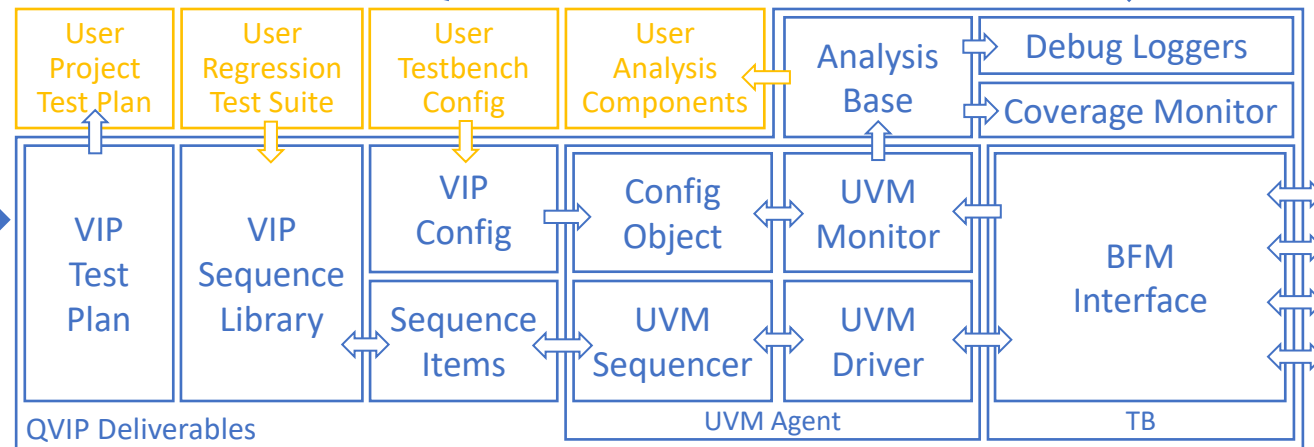 User
Project
Test Plan
User
Regression
Test Suite
User
Testbench
Config
User
Analysis
Components
Analysis
Base
Debug Loggers
Coverage Monitor
VIP
Test
Plan
VIP
Sequence
Library
VIP
Config
Config
Object
UVM
Monitor
BFM
Interface
Sequence
Items
UVM
Sequencer
UVM
Driver
QVIP Deliverables
UVM Agent
TB